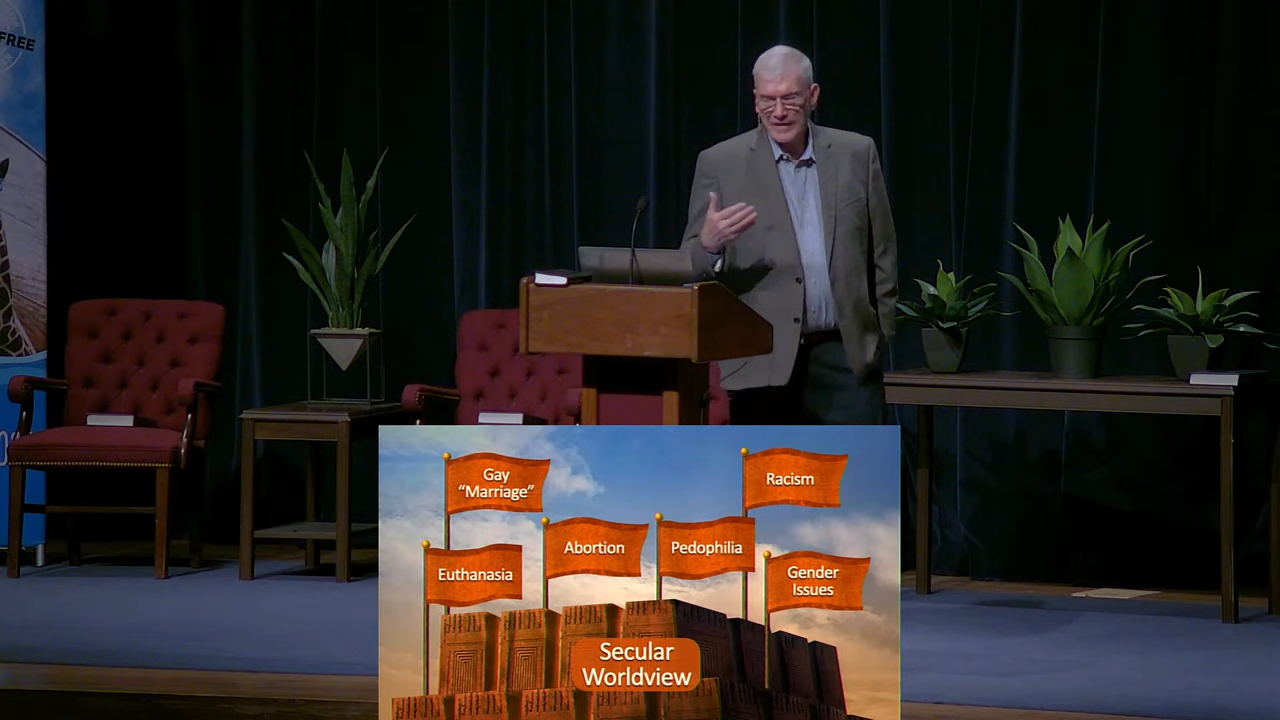 FREE
Gay
“Marriage”
Racism
Abortion
Pedophilia
Euthanasia
Gender
Issues
Secular
Worldview